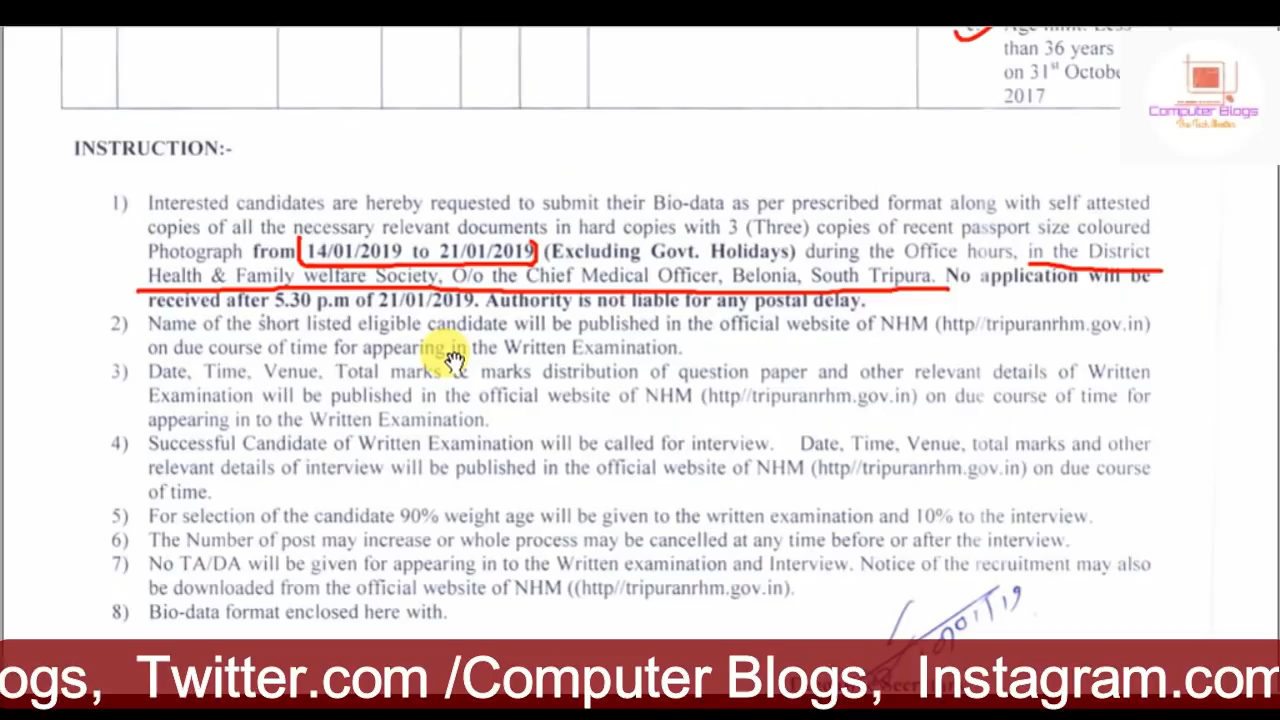 than 36 years
on 31st Octobe
2017
Computer Blogs
INSTRUCTION:-
1) Interested candidates are hereby requested to submit their Bio-data as per prescribed format along with self attested
copies of all the necessary relevant documents in hard copies with 3 (Three) copies of recent passport size coloured
Photograph from 14/01/2019 to 21/01/2019 (Excluding Govt. Holidays) during the Office hours, in the District
Health & Family welfare Society, O/o the Chief Medical Officer, Belonia, South Tripura. No application will be
received after 5.30 p.m of 21/01/2019. Authority is not liable for any postal delay.
2) Name of the short listed eligible candidate will be published in the official website of NHM (http//tripuranrhm.gov.in)
on due course of time for appearing in the Written Examination.
3) Date, Time, Venue, Total marks & marks distribution of question paper and other relevant details of Written
Examination will be published in the official website of NHM (http//tripuranrhm.gov.in) on due course of time for
appearing in to the Written Examination.
4) Successful Candidate of Written Examination will be called for interview. Date, Time, Venue, total marks and other
relevant details of interview will be published in the official website of NHM (http//tripuranrhm.gov.in) on due course
of time.
5) For selection of the candidate 90% weight age will be given to the written examination and 10% to the interview.
6) The Number of post may increase or whole process may be cancelled at any time before or after the interview.
7) No TA/DA will be given for appearing in to the Written examination and Interview. Notice of the recruitment may also
be downloaded from the official website of NHM ((http//tripuranrhm.gov.in).
8) Bio-data format enclosed here with.
logs, Twitter.com /Computer Blogs, Instagram.com